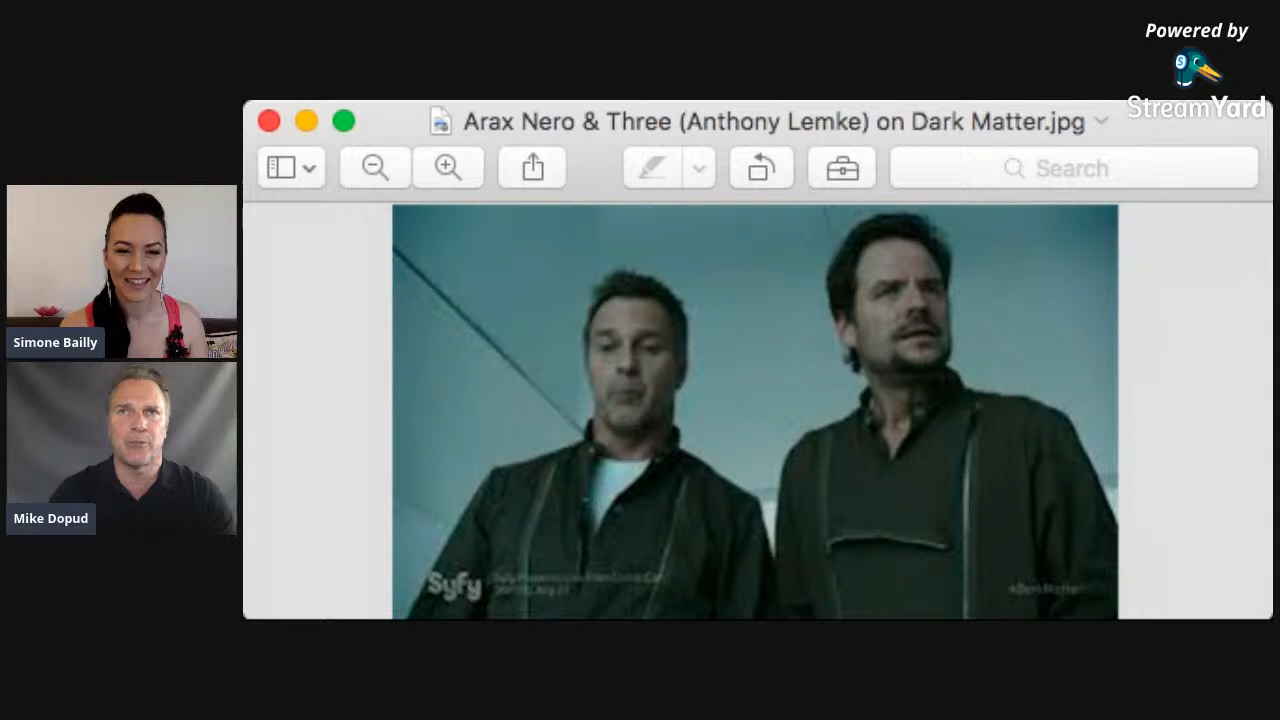 Powered by
StreamYard
Arax Nero & Three (Anthony Lemke) on Dark Matter.jpg
Search
Simone Bailly
Mike Dopud
Syfy